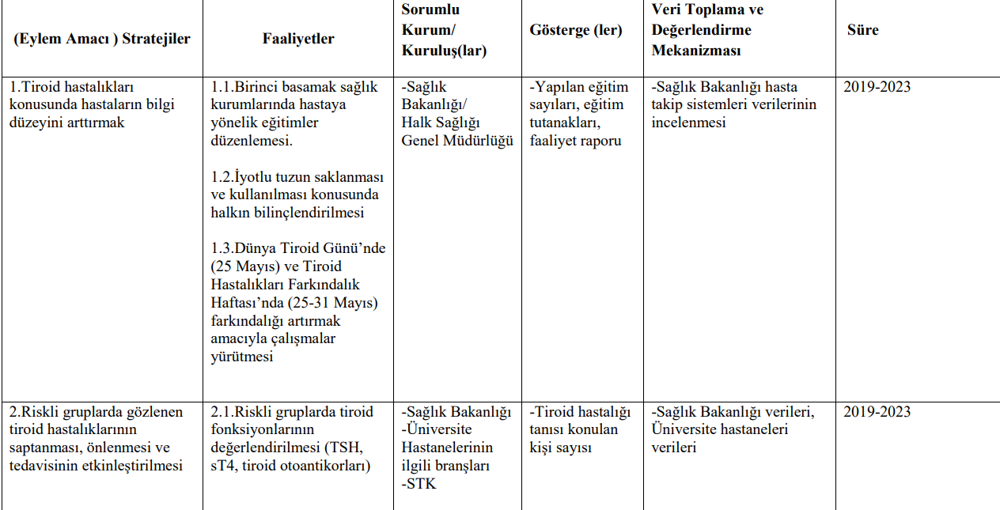 (Eylem Amacı ) Stratejiler
Faaliyetler
Sorumlu
Kurum/
Kuruluş(lar)
Gösterge (ler)
Veri Toplama ve
Değerlendirme
Mekanizması
Süre
1.Tiroid hastalıkları
konusunda hastaların bilgi
düzeyini arttırmak
1.1.Birinci basamak sağlık
kurumlarında hastaya
yönelik eğitimler
düzenlemesi.
1.2.İyotlu tuzun saklanması
ve kullanılması konusunda
halkın bilinçlendirilmesi
1.3.Dünya Tiroid Günü’nde
(25 Mayıs) ve Tiroid
Hastalıkları Farkındalık
Haftası’nda (25-31 Mayıs)
farkındalığı artırmak
amacıyla çalışmalar
yürütmesi
-Sağlık
Bakanlığı/
Halk Sağlığı
Genel Müdürlüğü
-Yapılan eğitim
sayıları, eğitim
tutanakları,
faaliyet raporu
-Sağlık Bakanlığı hasta
takip sistemleri verilerinin
incelenmesi
2019-2023
2.Riskli gruplarda gözlenen
tiroid hastalıklarının
saptanması, önlenmesi ve
tedavisinin etkinleştirilmesi
2.1.Riskli gruplarda tiroid
fonksiyonlarının
değerlendirilmesi (TSH,
sT4, tiroid otoantikorları)
-Sağlık Bakanlığı
-Üniversite
Hastanelerinin
ilgili branşları
-STK
-Tiroid hastalığı
tanısı konulan
kişi sayısı
-Sağlık Bakanlığı verileri,
Üniversite hastaneleri
verileri
2019-2023